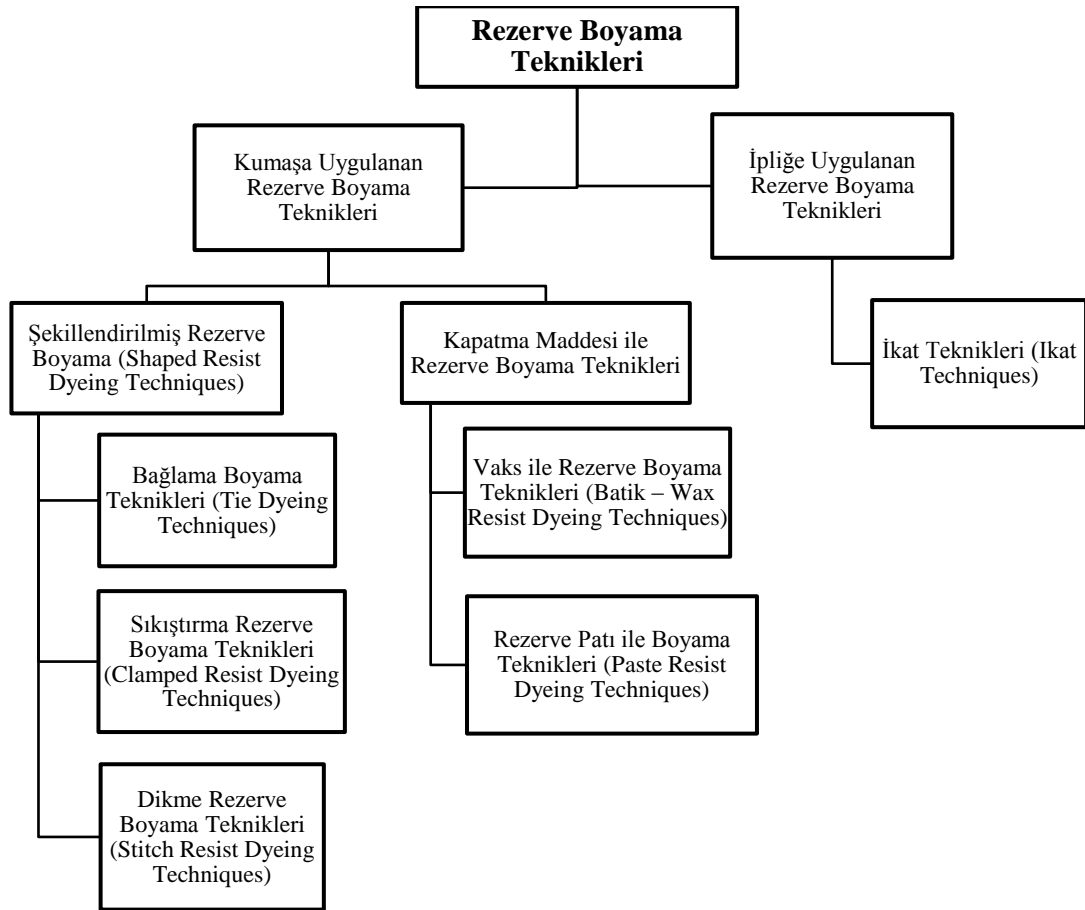 Rezerve Boyama
Teknikleri
Kumaşa Uygulanan
Rezerve Boyama
Teknikleri
İpliğe Uygulanan
Rezerve Boyama
Teknikleri
Şekillendirilmiş Rezerve
Boyama (Shaped Resist
Dyeing Techniques)
Kapatma Maddesi ile
Rezerve Boyama Teknikleri
İkat Teknikleri (Ikat
Techniques)
Bağlama Boyama
Teknikleri (Tie Dyeing
Techniques)
Vaks ile Rezerve Boyama
Teknikleri (Batik – Wax
Resist Dyeing Techniques)
Sıkıştırma Rezerve
Boyama Teknikleri
(Clamped Resist Dyeing
Techniques)
Rezerve Patı ile Boyama
Teknikleri (Paste Resist
Dyeing Techniques)
Dikme Rezerve
Boyama Teknikleri
(Stitch Resist Dyeing
Techniques)